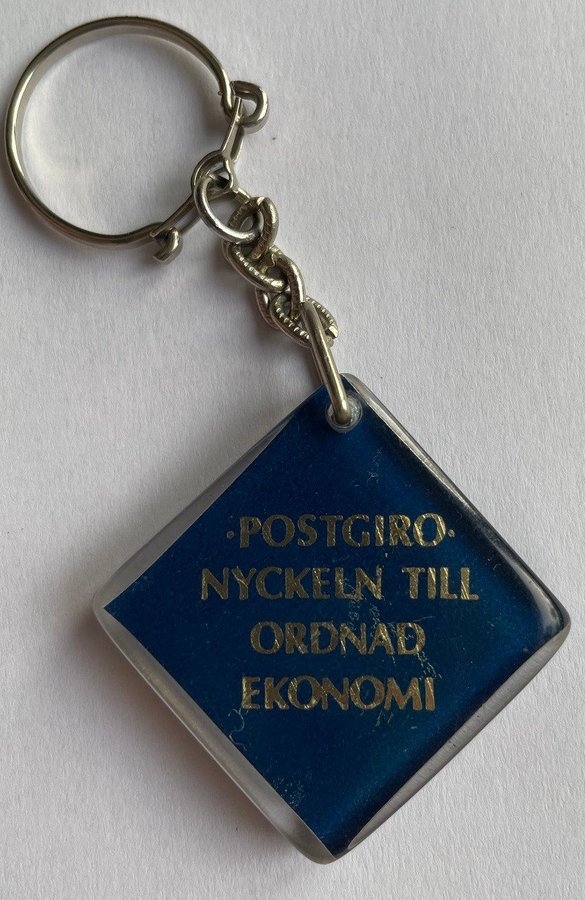 ·POSTGIRO·
NYCKELN TILL
ORDNAD
EKONOMI